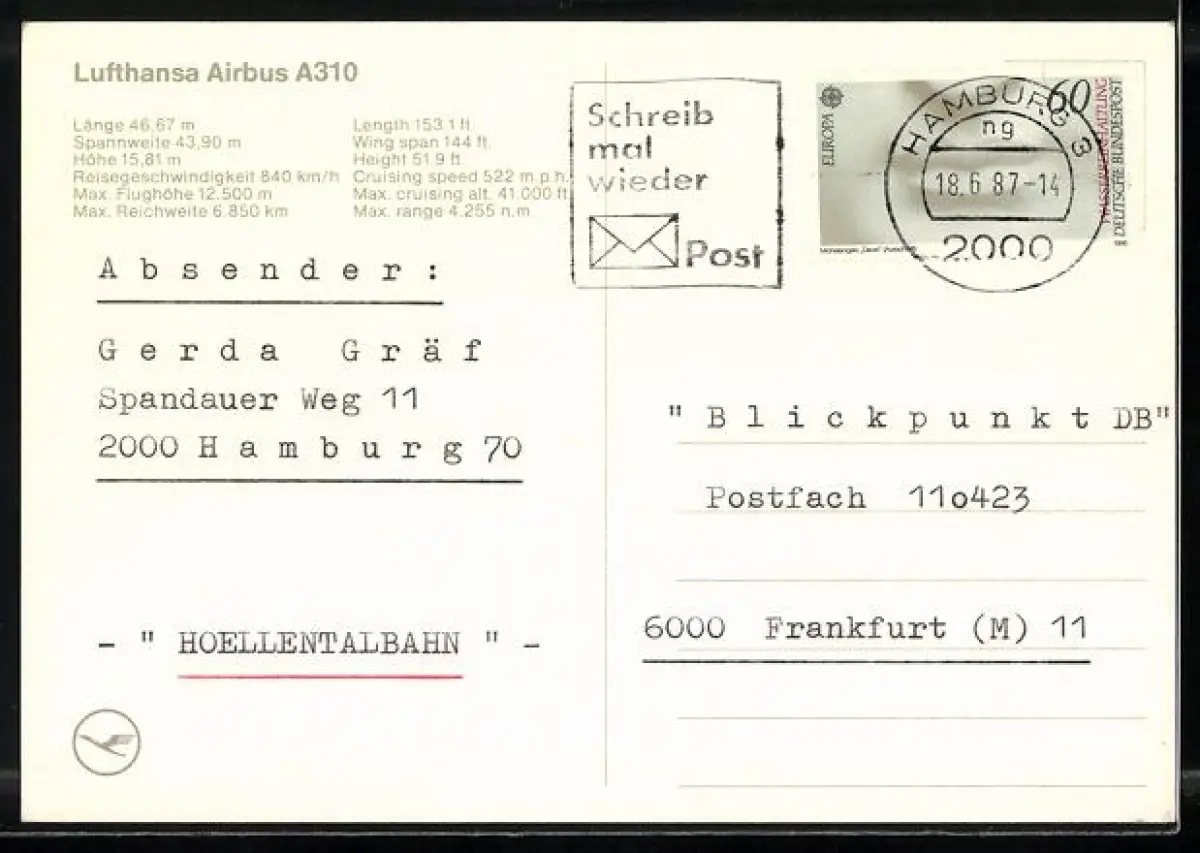 Lufthansa Airbus A310
Länge 46,67 m
Spannweite 43,90 m
Höhe 15,81 m
Reisegeschwindigkeit 840 km/h
Max. Flughöhe 12.500 m
Max. Reichweite 6.850 km
Length 153.1 ft.
Wing span 144 ft.
Height 51.9 ft.
Cruising speed 522 m.p.h.
Max. cruising alt. 41.000 ft
Max. range 4.255 n.m.
Schreib
mal
wieder
Post
EUROPA
60
WASSERREINHALTUNG
DEUTSCHE BUNDESPOST
HAMBURG 3
ng
18.6.87-14
2000
Absender:
Gerda Gräf
Spandauer Weg 11
2000 Hamburg 70
- " HOELLENTALBAHN " -
" Blickpunkt DB"
Postfach 11o423
6000 Frankfurt (M) 11